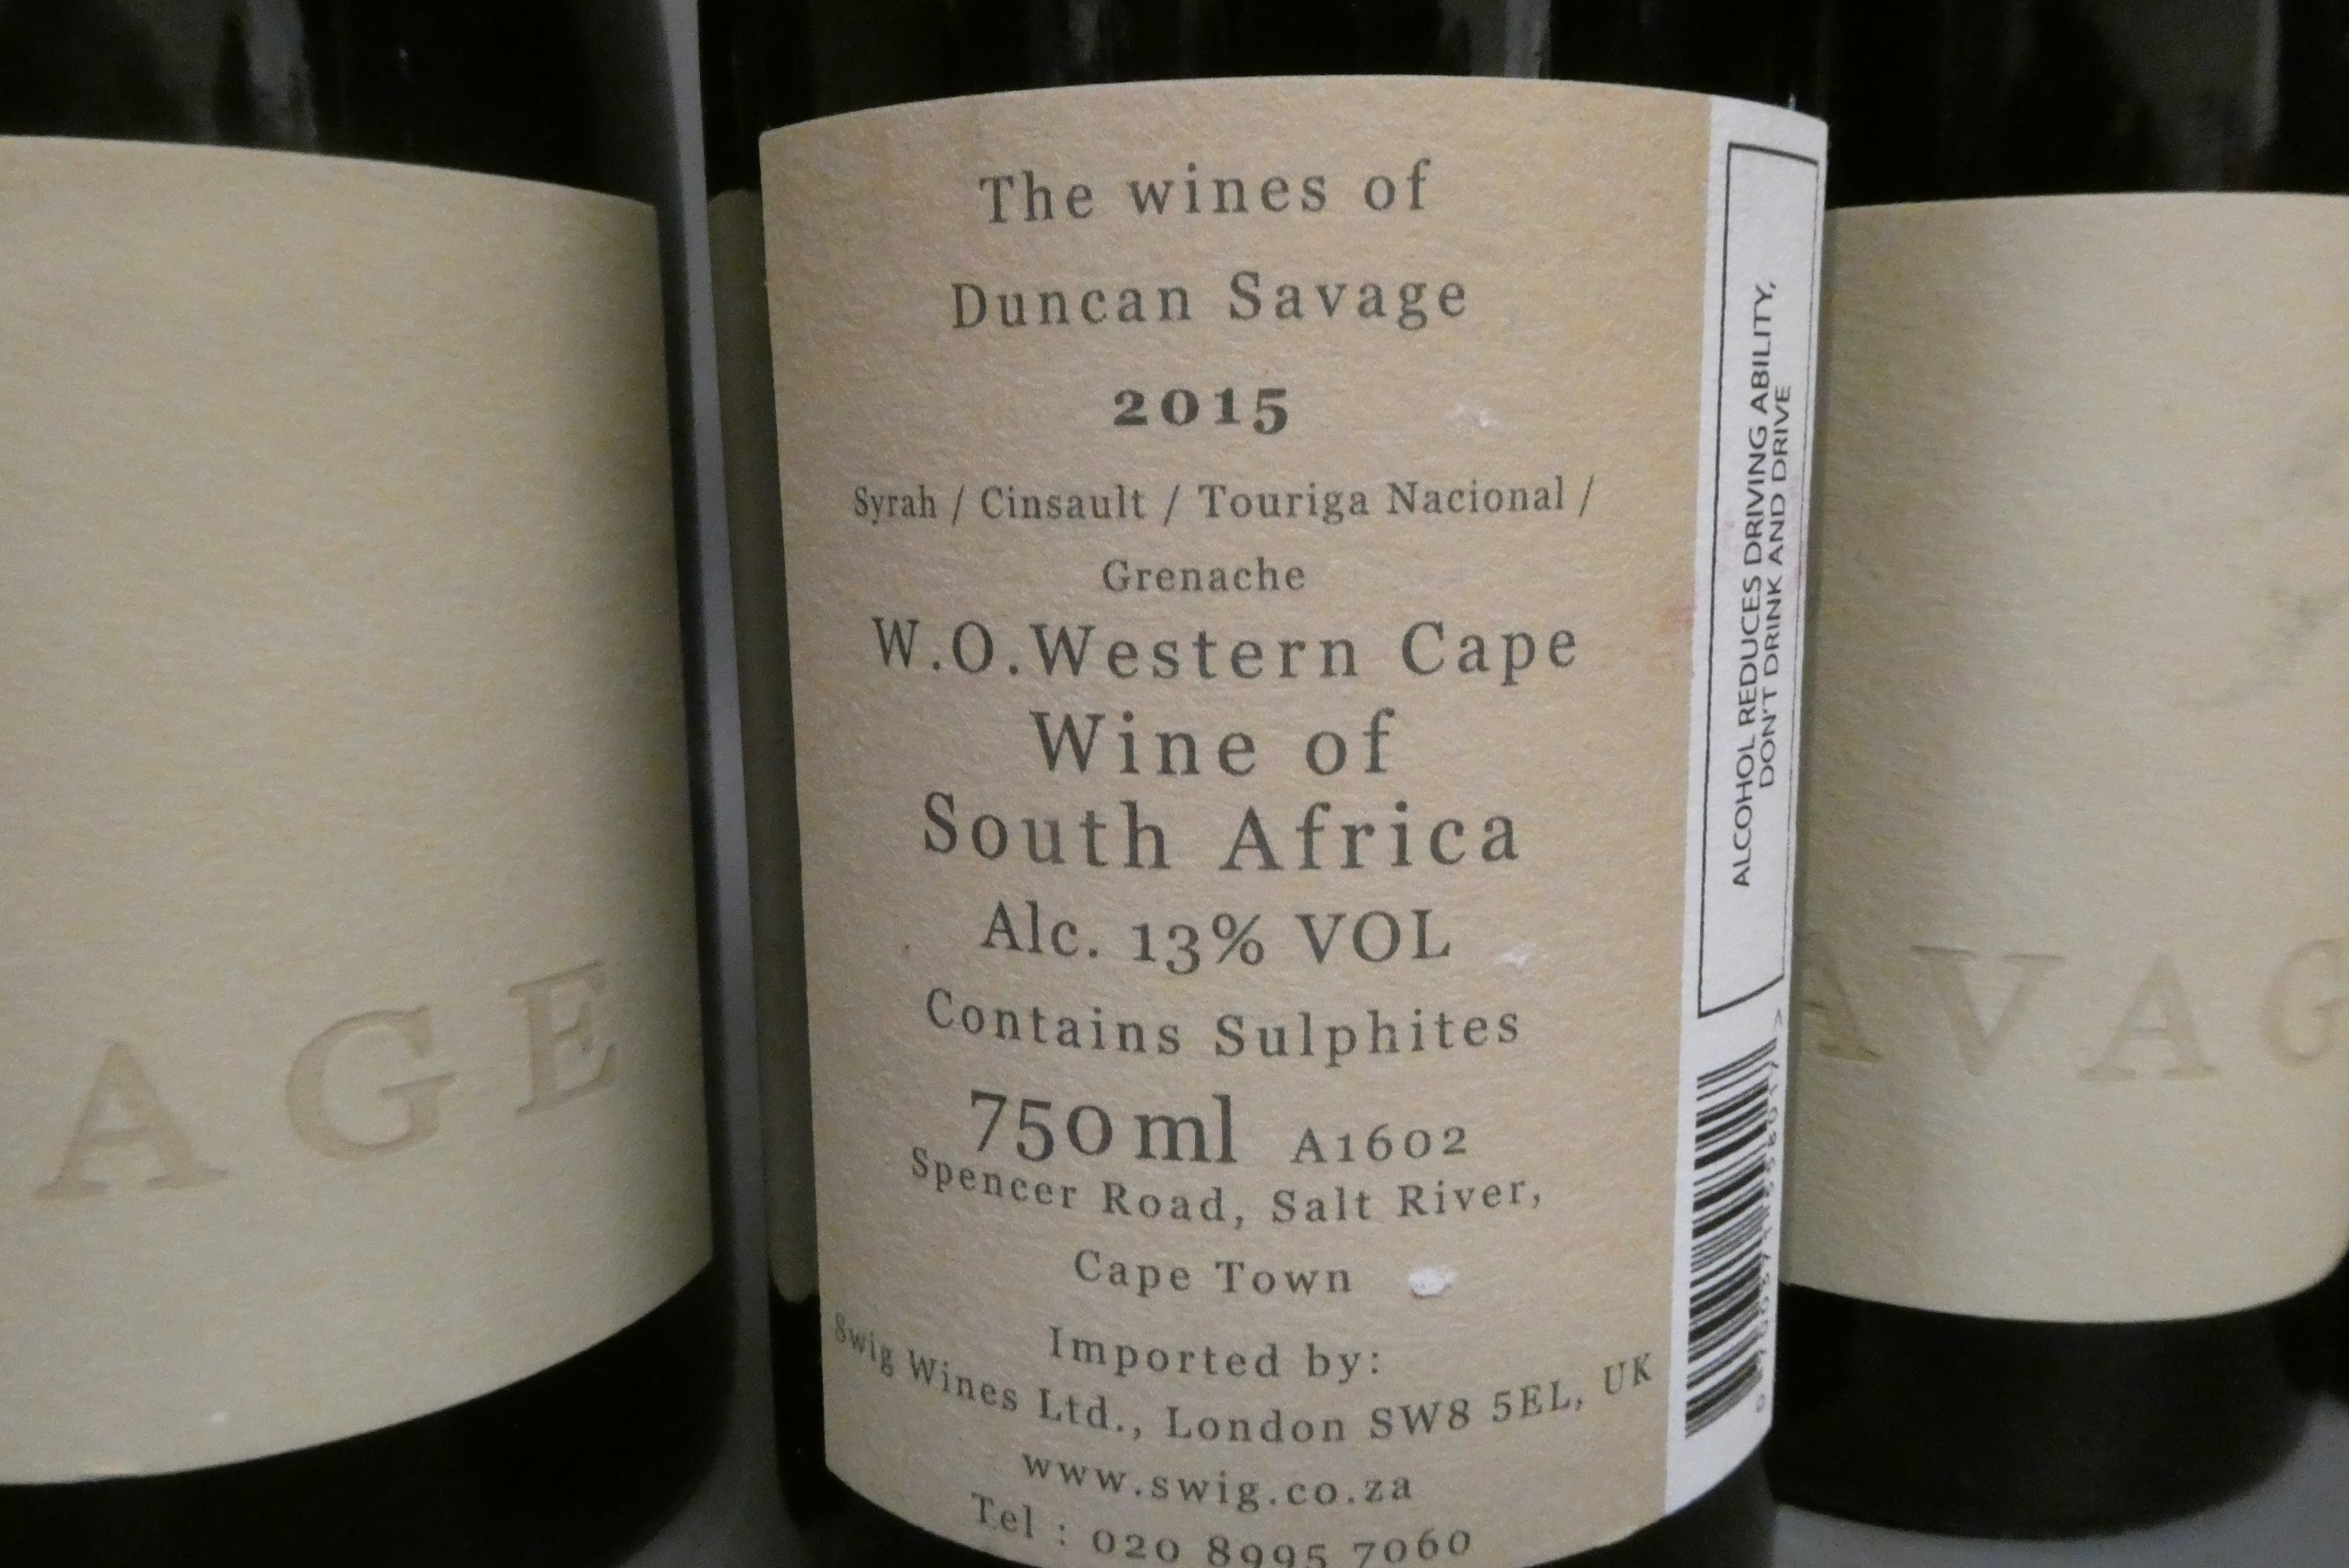 The wines of
Duncan Savage
2015
Syrah / Cinsault / Touriga Nacional /
Grenache
W.O.Western Cape
Wine of
South Africa
Alc. 13% VOL
Contains Sulphites
750 ml A1602
Spencer Road, Salt River,
Cape Town
Imported by:
Swig Wines Ltd., London SW8 5EL, UK
www.swig.co.za
Tel : 020 8995 7060
ALCOHOL REDUCES DRIVING ABILITY,
DON'T DRINK AND DRIVE
AGE
AVAG